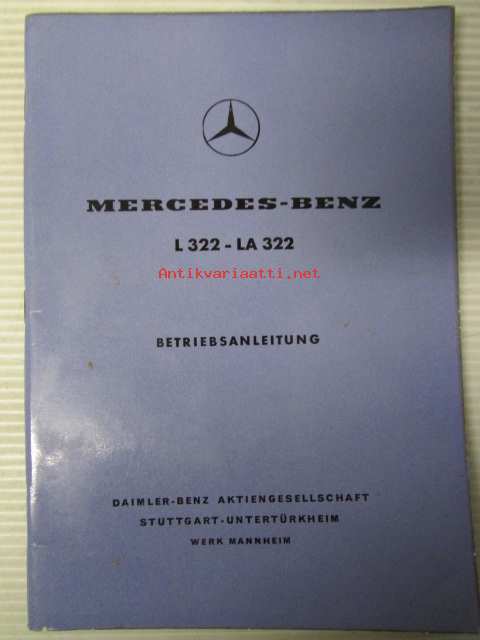 MERCEDES-BENZ
L 322 - LA 322
Antikvariaatti.net
BETRIEBSANLEITUNG
DAIMLER-BENZ AKTIENGESELLSCHAFT
STUTTGART-UNTERTÜRKHEIM
WERK MANNHEIM